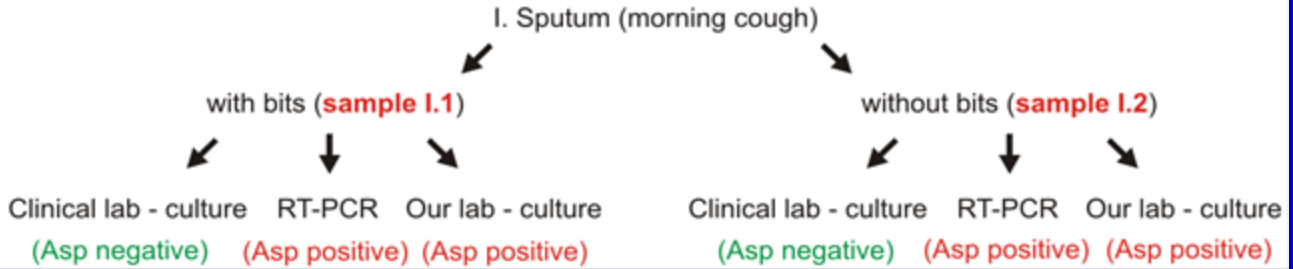 I. Sputum (morning cough)
with bits (sample I.1)
without bits (sample I.2)
Clinical lab - culture RT-PCR Our lab - culture
Clinical lab - culture RT-PCR Our lab - culture
(Asp negative) (Asp positive) (Asp positive)
(Asp negative) (Asp positive) (Asp positive)